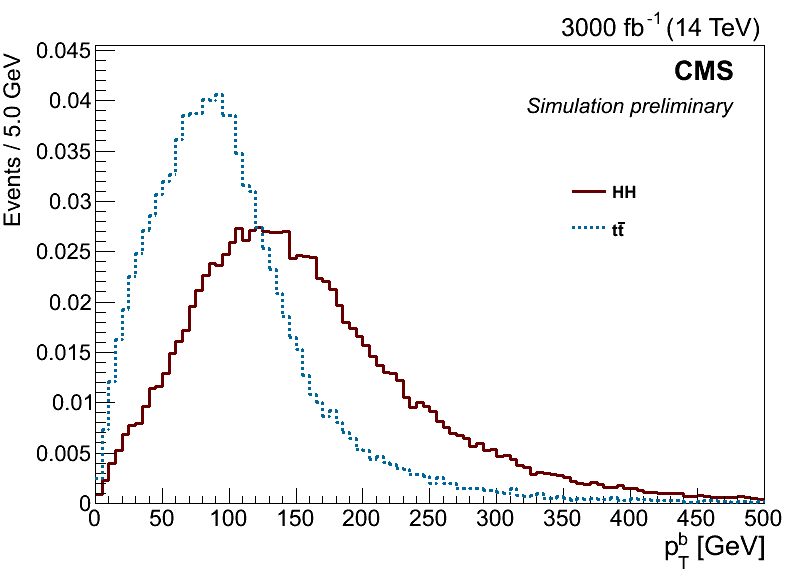 3000 fb-1 (14 TeV)
CMS
Simulation preliminary
HH
tt̄
Events / 5.0 GeV
0.045
0.04
0.035
0.03
0.025
0.02
0.015
0.01
0.005
0
0 50 100 150 200 250 300 350 400 450 500
pTb [GeV]